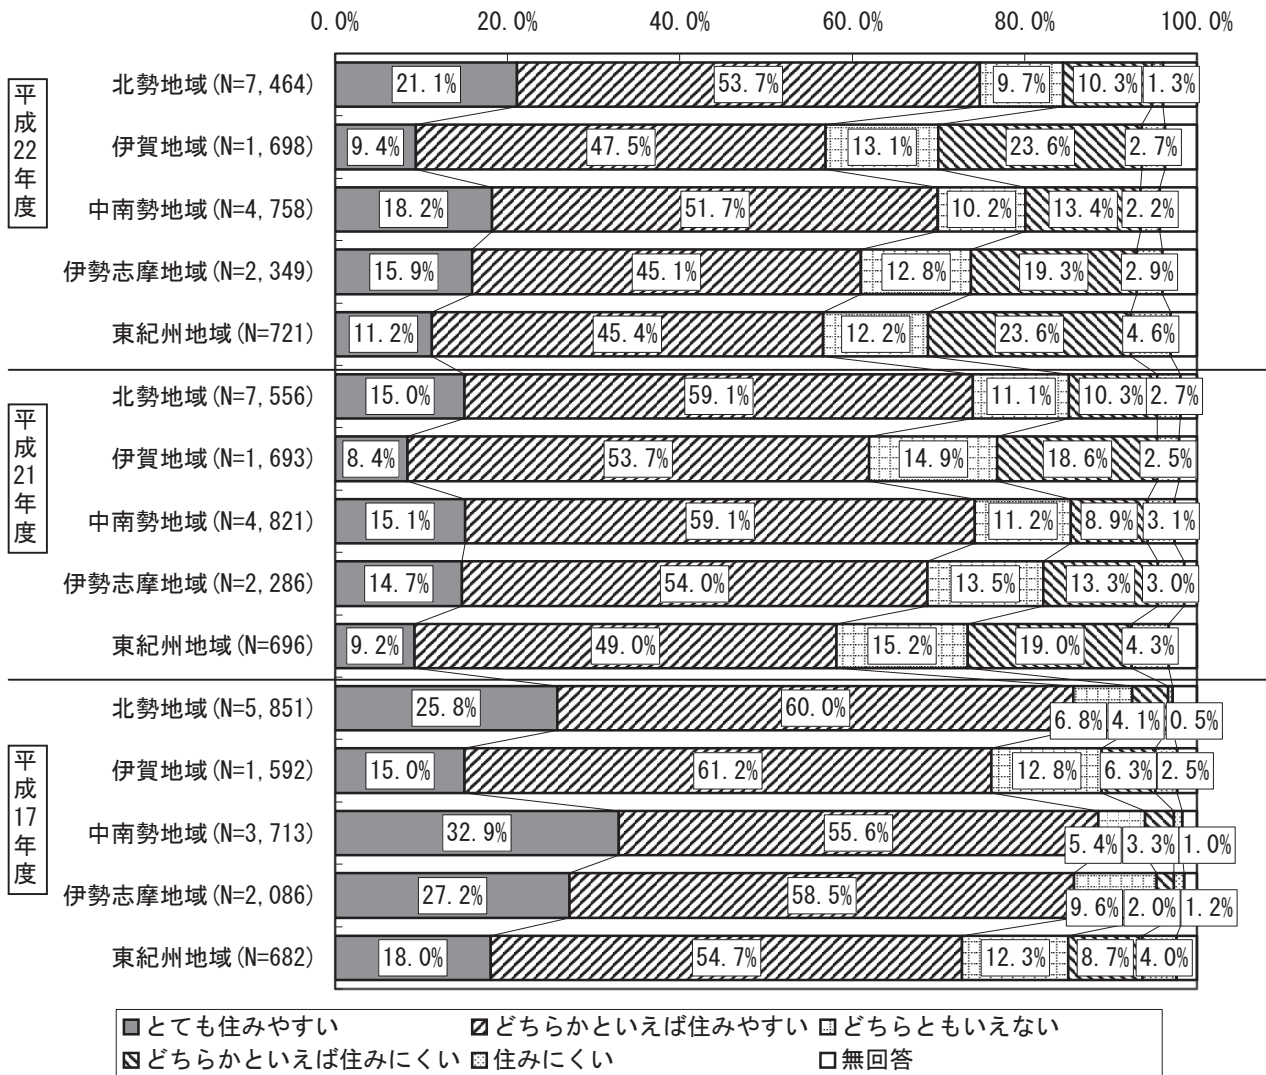 0.0% 20.0% 40.0% 60.0% 80.0% 100.0%
平成22年度
北勢地域(N=7,464) 21.1% 53.7% 9.7% 10.3% 1.3%
伊賀地域(N=1,698) 9.4% 47.5% 13.1% 23.6% 2.7%
中南勢地域(N=4,758) 18.2% 51.7% 10.2% 13.4% 2.2%
伊勢志摩地域(N=2,349) 15.9% 45.1% 12.8% 19.3% 2.9%
東紀州地域(N=721) 11.2% 45.4% 12.2% 23.6% 4.6%
平成21年度
北勢地域(N=7,556) 15.0% 59.1% 11.1% 10.3% 2.7%
伊賀地域(N=1,693) 8.4% 53.7% 14.9% 18.6% 2.5%
中南勢地域(N=4,821) 15.1% 59.1% 11.2% 8.9% 3.1%
伊勢志摩地域(N=2,286) 14.7% 54.0% 13.5% 13.3% 3.0%
東紀州地域(N=696) 9.2% 49.0% 15.2% 19.0% 4.3%
平成17年度
北勢地域(N=5,851) 25.8% 60.0% 6.8% 4.1% 0.5%
伊賀地域(N=1,592) 15.0% 61.2% 12.8% 6.3% 2.5%
中南勢地域(N=3,713) 32.9% 55.6% 5.4% 3.3% 1.0%
伊勢志摩地域(N=2,086) 27.2% 58.5% 9.6% 2.0% 1.2%
東紀州地域(N=682) 18.0% 54.7% 12.3% 8.7% 4.0%
とても住みやすい どちらかといえば住みやすい どちらともいえない
どちらかといえば住みにくい 住みにくい 無回答